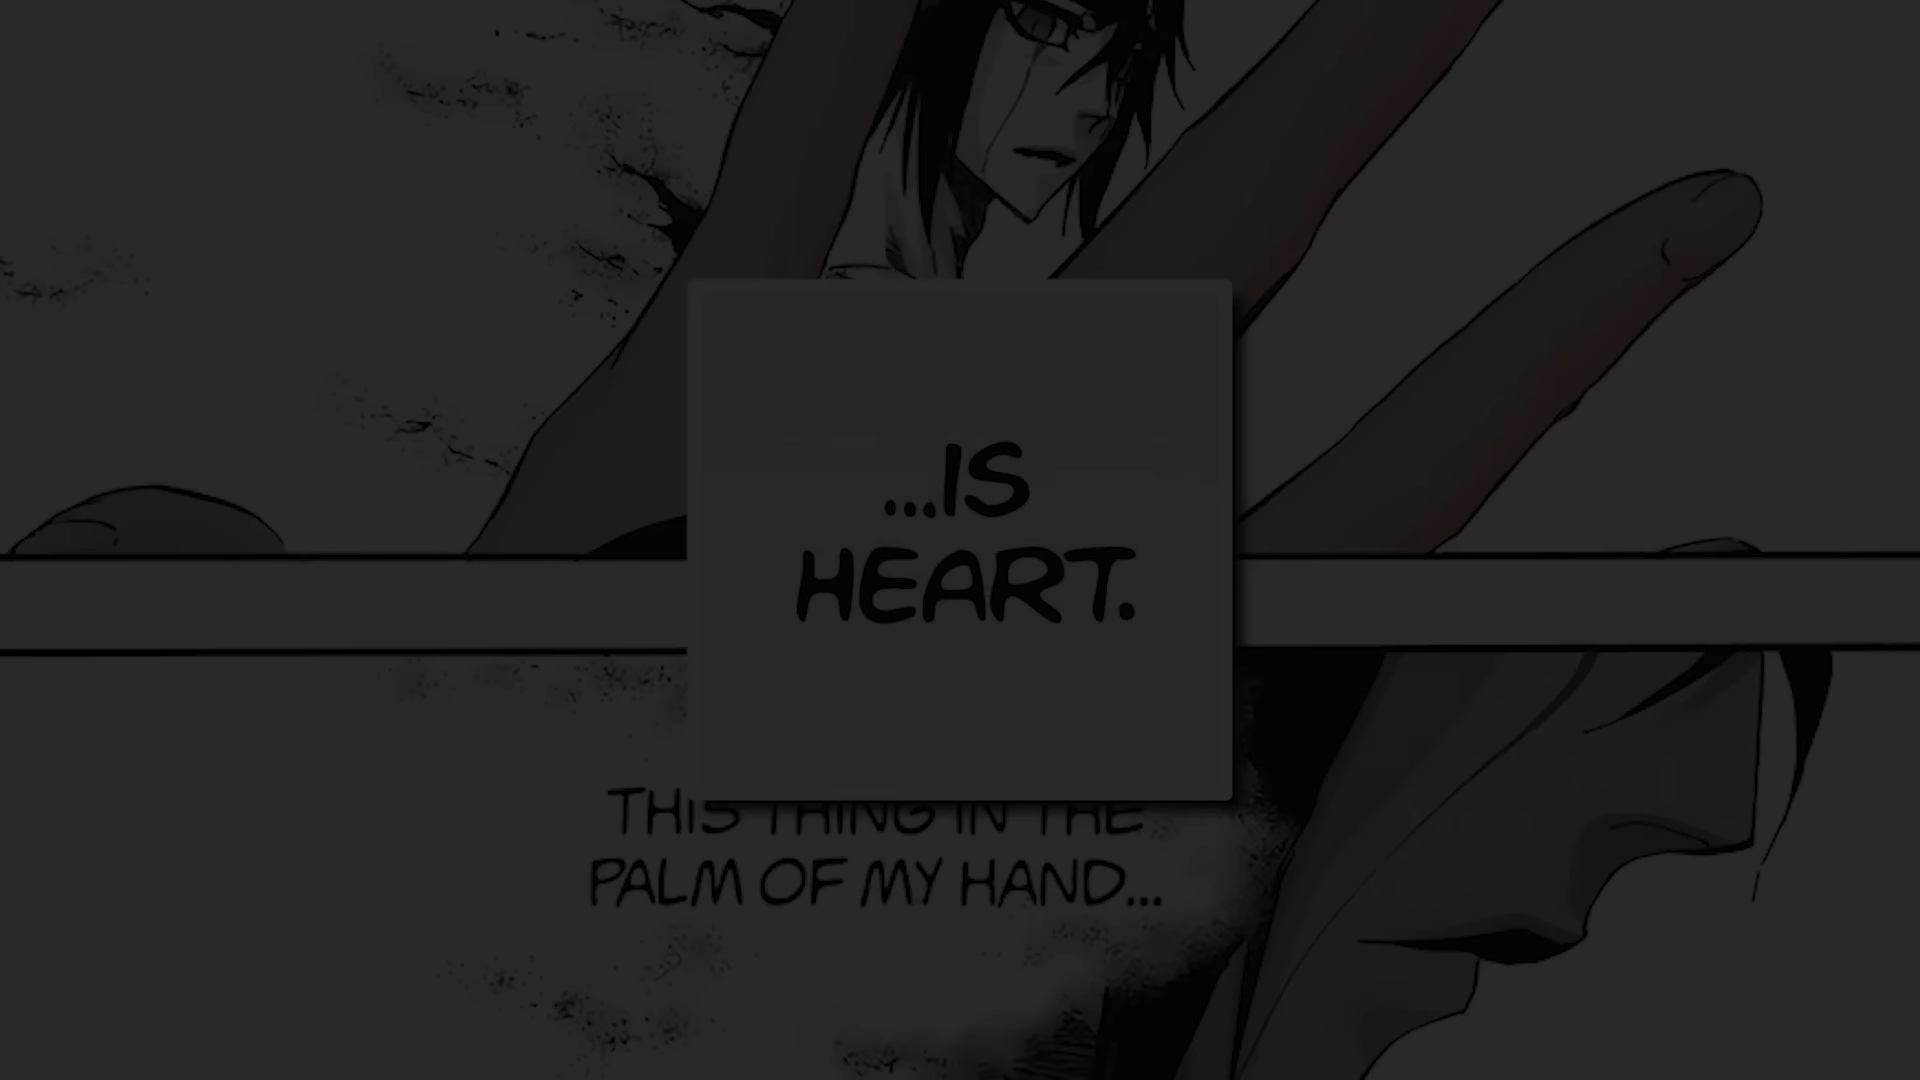 ...IS
HEART.
THIS THING IN THE
PALM OF MY HAND...